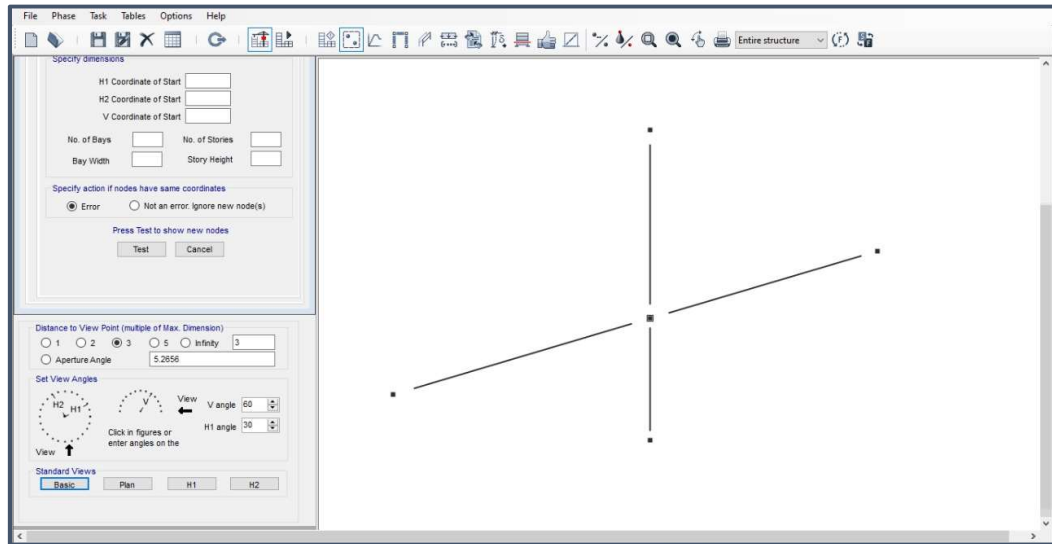 File Phase Task Tables Options Help
Entire structure
Specify dimensions
H1 Coordinate of Start
H2 Coordinate of Start
V Coordinate of Start
No. of Bays No. of Stories
Bay Width Story Height
Specify action if nodes have same coordinates
Error Not an error. Ignore new node(s)
Press Test to show new nodes
Test Cancel
Distance to View Point (multiple of Max. Dimension)
1 2 3 5 Infinity 3
Aperture Angle 5.2656
Set View Angles
H2 H1 V View V angle 60
H1 angle 30
Click in figures or
enter angles on the
View
Standard Views
Basic Plan H1 H2